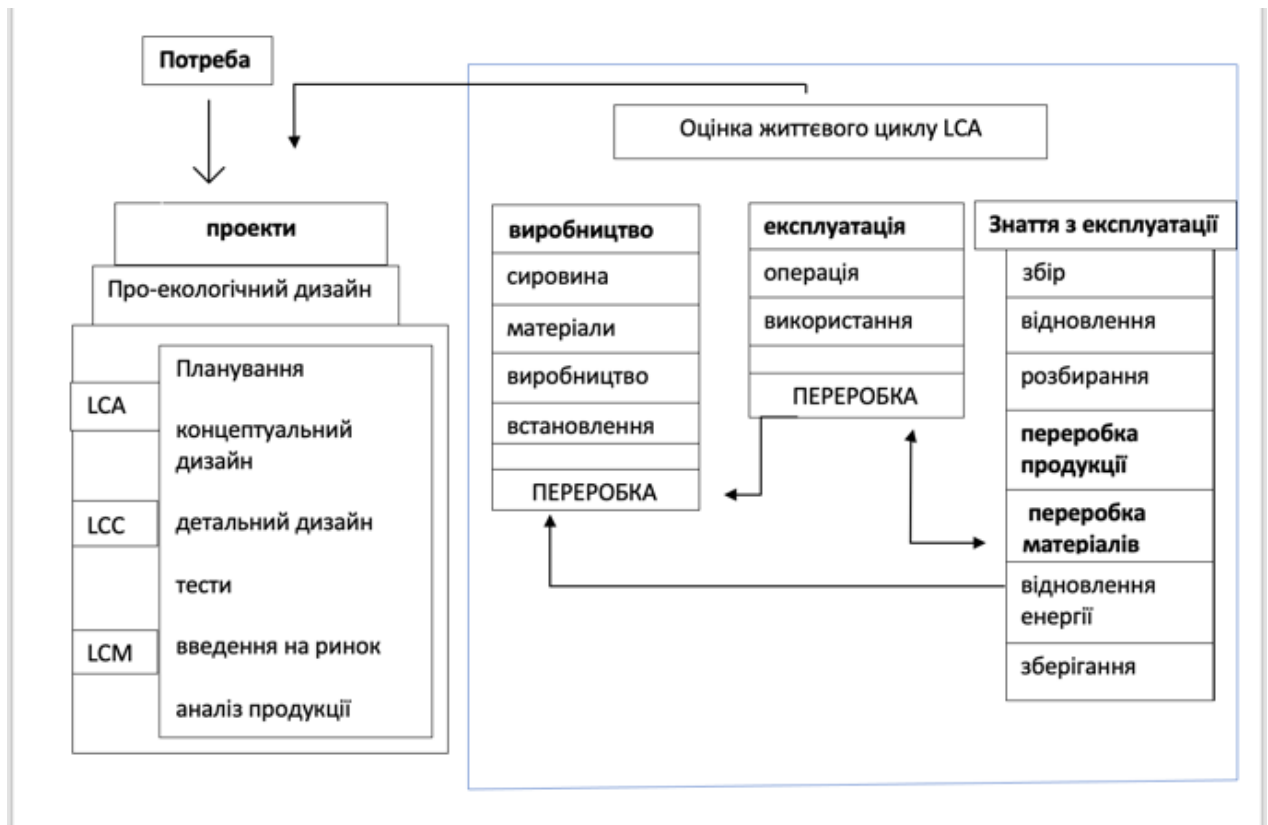 Потреба
Оцінка життєвого циклу LCA
проекти
Про-екологічний дизайн
LCA
LCC
LCM
Планування
концептуальний
дизайн
детальний дизайн
тести
введення на ринок
аналіз продукції
виробництво
сировина
матеріали
виробництво
встановлення
ПЕРЕРОБКА
експлуатація
операція
використання
ПЕРЕРОБКА
Знаття з експлуатації
збір
відновлення
розбирання
переробка
продукції
переробка
матеріалів
відновлення
енергії
зберігання